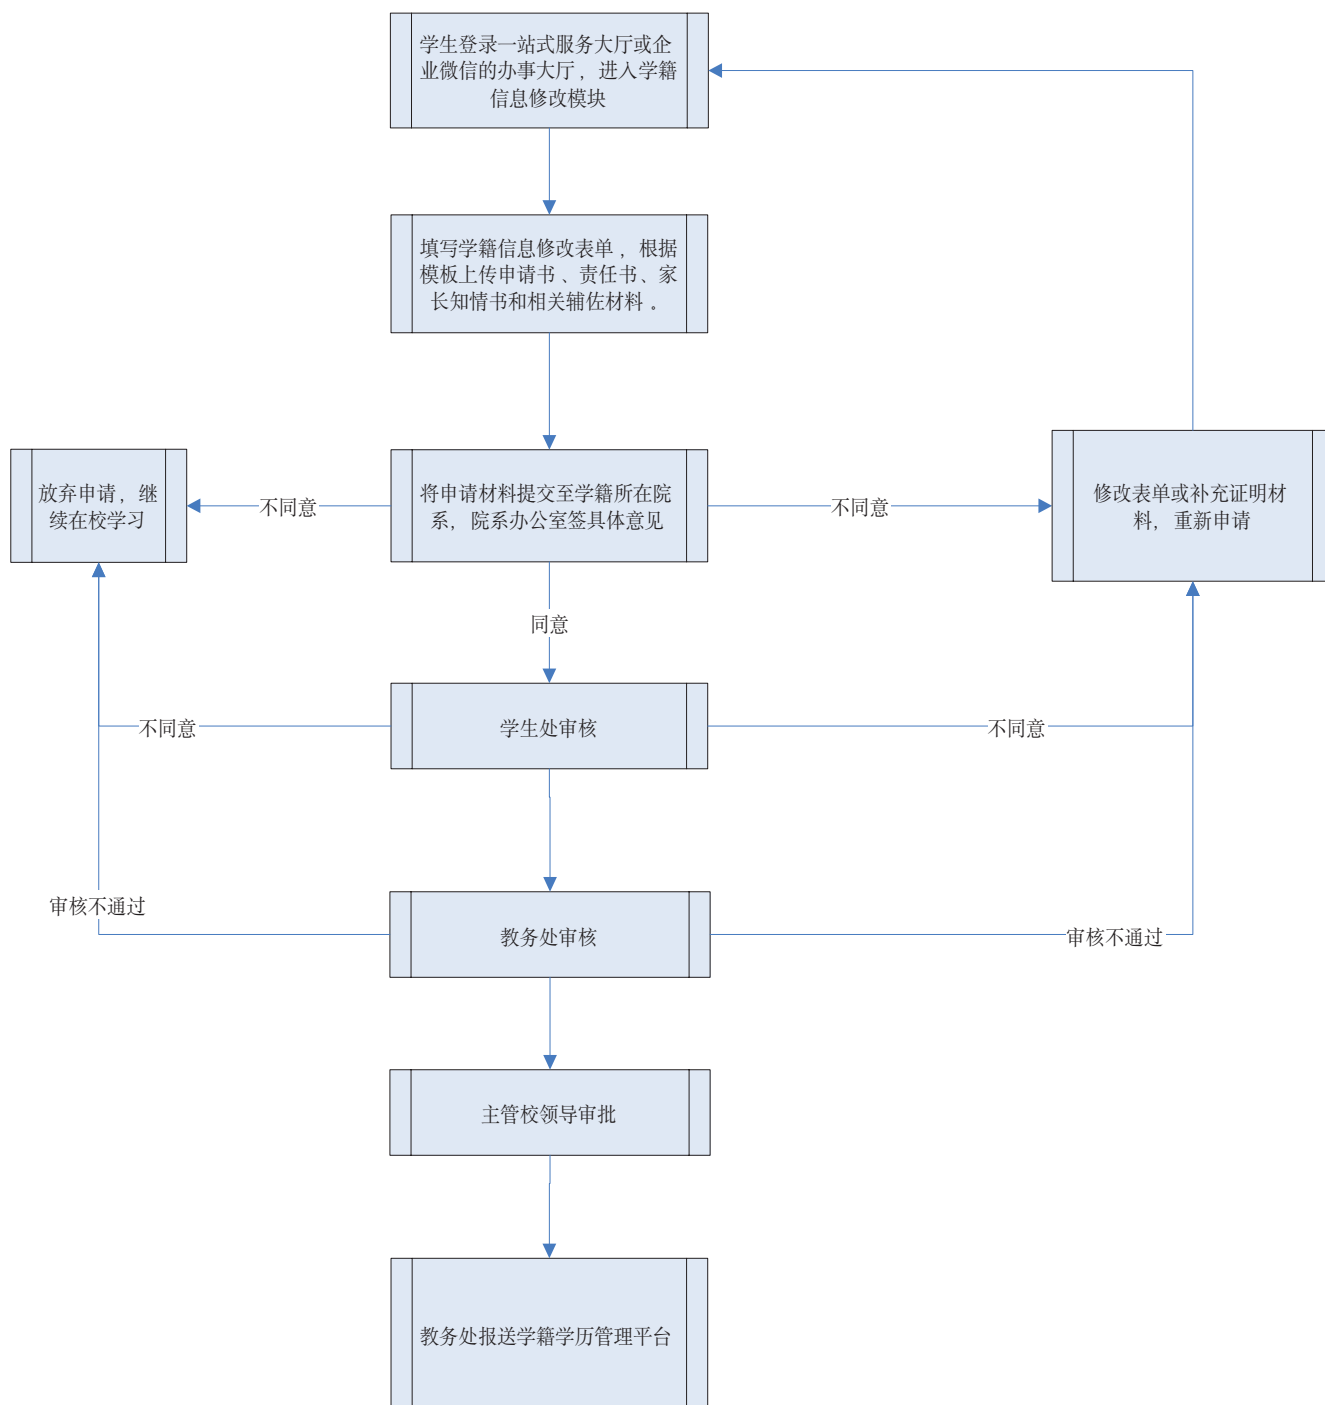 学生登录一站式服务大厅或企
业微信的办事大厅，进入学籍
信息修改模块
填写学籍信息修改表单，根据
模板上传申请书、责任书、家
长知情书和相关辅佐材料。
放弃申请，继
续在校学习
不同意
将申请材料提交至学籍所在院
系，院系办公室签具体意见
不同意
修改表单或补充证明材
料，重新申请
同意
不同意
学生处审核
不同意
审核不通过
教务处审核
审核不通过
主管校领导审批
教务处报送学籍学历管理平台